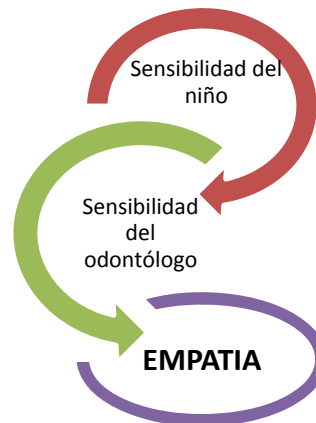 Sensibilidad del
niño
Sensibilidad
del
odontólogo
EMPATIA